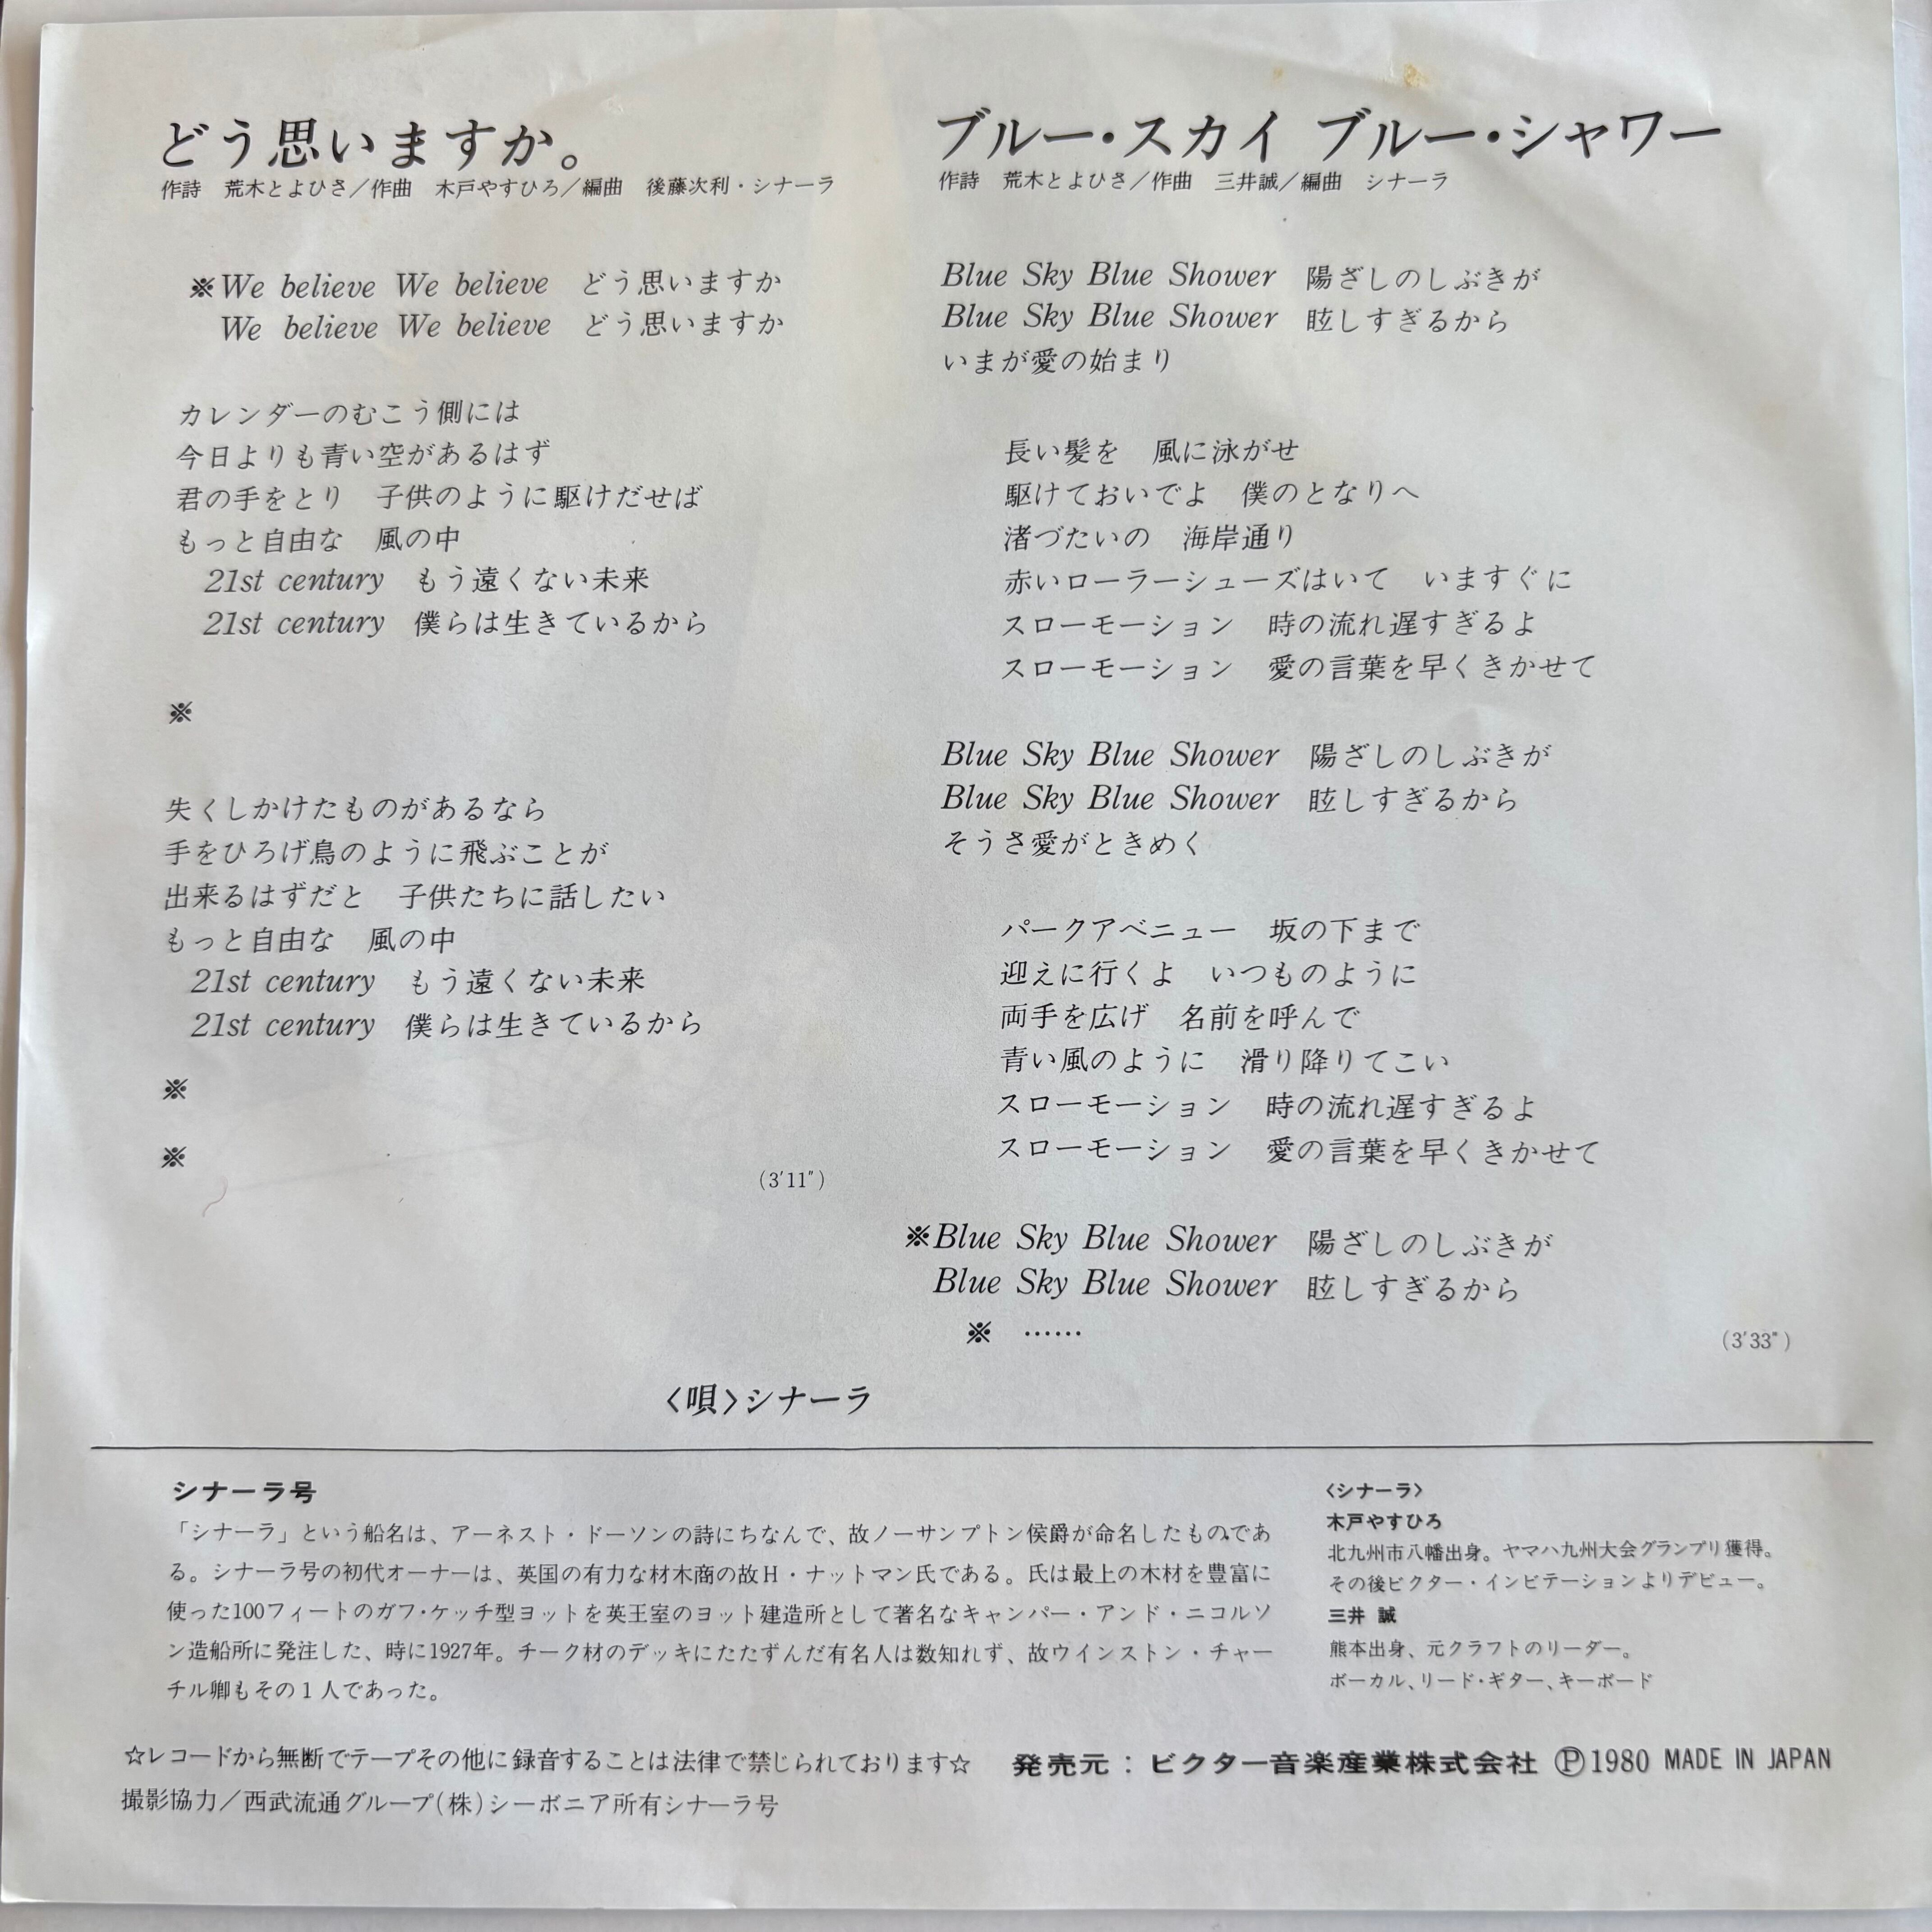 どう思いますか。
作詩　荒木とよひさ／作曲　木戸やすひろ／編曲　後藤次利・シナーラ
※We believe We believe　どう思いますか
We believe We believe　どう思いますか
カレンダーのむこう側には
今日よりも青い空があるはず
君の手をとり　子供のように駆けだせば
もっと自由な　風の中
21st century　もう遠くない未来
21st century　僕らは生きているから
※
失くしかけたものがあるなら
手をひろげ鳥のように飛ぶことが
出来るはずだと　子供たちに話したい
もっと自由な　風の中
21st century　もう遠くない未来
21st century　僕らは生きているから
※
※
(3′11″)
ブルー・スカイ ブルー・シャワー
作詩　荒木とよひさ／作曲　三井誠／編曲　シナーラ
Blue Sky Blue Shower　陽ざしのしぶきが
Blue Sky Blue Shower　眩しすぎるから
いまが愛の始まり
長い髪を　風に泳がせ
駆けておいでよ　僕のとなりへ
渚づたいの　海岸通り
赤いローラーシューズはいて　いますぐに
スローモーション　時の流れ遅すぎるよ
スローモーション　愛の言葉を早くきかせて
Blue Sky Blue Shower　陽ざしのしぶきが
Blue Sky Blue Shower　眩しすぎるから
そうさ愛がときめく
パークアベニュー　坂の下まで
迎えに行くよ　いつものように
両手を広げ　名前を呼んで
青い風のように　滑り降りてこい
スローモーション　時の流れ遅すぎるよ
スローモーション　愛の言葉を早くきかせて
※Blue Sky Blue Shower　陽ざしのしぶきが
Blue Sky Blue Shower　眩しすぎるから
※　……
(3′33″)
〈唄〉シナーラ
シナーラ号
「シナーラ」という船名は、アーネスト・ドーソンの詩にちなんで、故ノーサンプトン侯爵が命名したものであ
る。シナーラ号の初代オーナーは、英国の有力な材木商の故H・ナットマン氏である。氏は最上の木材を豊富に
使った100フィートのガフ・ケッチ型ヨットを英王室のヨット建造所として著名なキャンパー・アンド・ニコルソ
ン造船所に発注した、時に1927年。チーク材のデッキにたたずんだ有名人は数知れず、故ウインストン・チャー
チル卿もその1人であった。
〈シナーラ〉
木戸やすひろ
北九州市八幡出身。ヤマハ九州大会グランプリ獲得。
その後ビクター・インビテーションよりデビュー。
三井 誠
熊本出身、元クラフトのリーダー。
ボーカル、リード・ギター、キーボード
☆レコードから無断でテープその他に録音することは法律で禁じられております☆
発売元：ビクター音楽産業株式会社 Ⓟ1980 MADE IN JAPAN
撮影協力／西武流通グループ(株)シーボニア所有シナーラ号